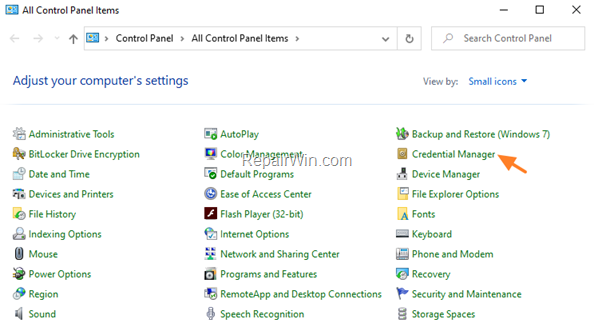 All Control Panel Items
Control Panel > All Control Panel Items >
Search Control Panel
Adjust your computer's settings
View by: Small icons
Administrative Tools
AutoPlay
Backup and Restore (Windows 7)
BitLocker Drive Encryption
Color Management
Credential Manager
RepairWin.com
Date and Time
Default Programs
Device Manager
Devices and Printers
Ease of Access Center
File Explorer Options
File History
Flash Player (32-bit)
Fonts
Indexing Options
Internet Options
Keyboard
Mouse
Network and Sharing Center
Phone and Modem
Power Options
Programs and Features
Recovery
Region
RemoteApp and Desktop Connections
Security and Maintenance
Sound
Speech Recognition
Storage Spaces